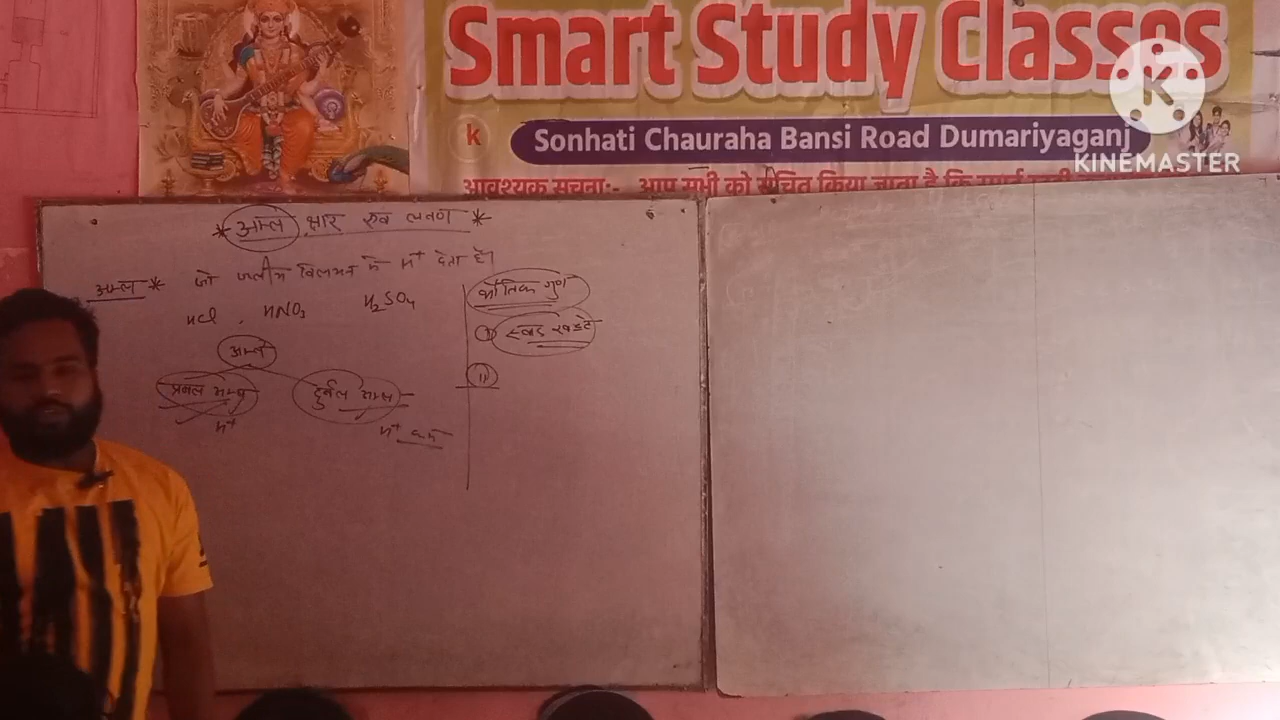 Smart Study Classes
k Sonhati Chauraha Bansi Road Dumariyaganj
K
KINEMASTER
आवश्यक सूचना:- आप सभी को सूचित किया जाता है कि
* अम्ल क्षार एवं लवण *
अम्ल * जो जलीय विलयन में H+ देता है।
HCl , HNO3 H2SO4
अम्ल
प्रबल अम्ल दुर्बल अम्ल
H+ H+ कम
भौतिक गुण
(i) स्वाद खट्टे
(ii)